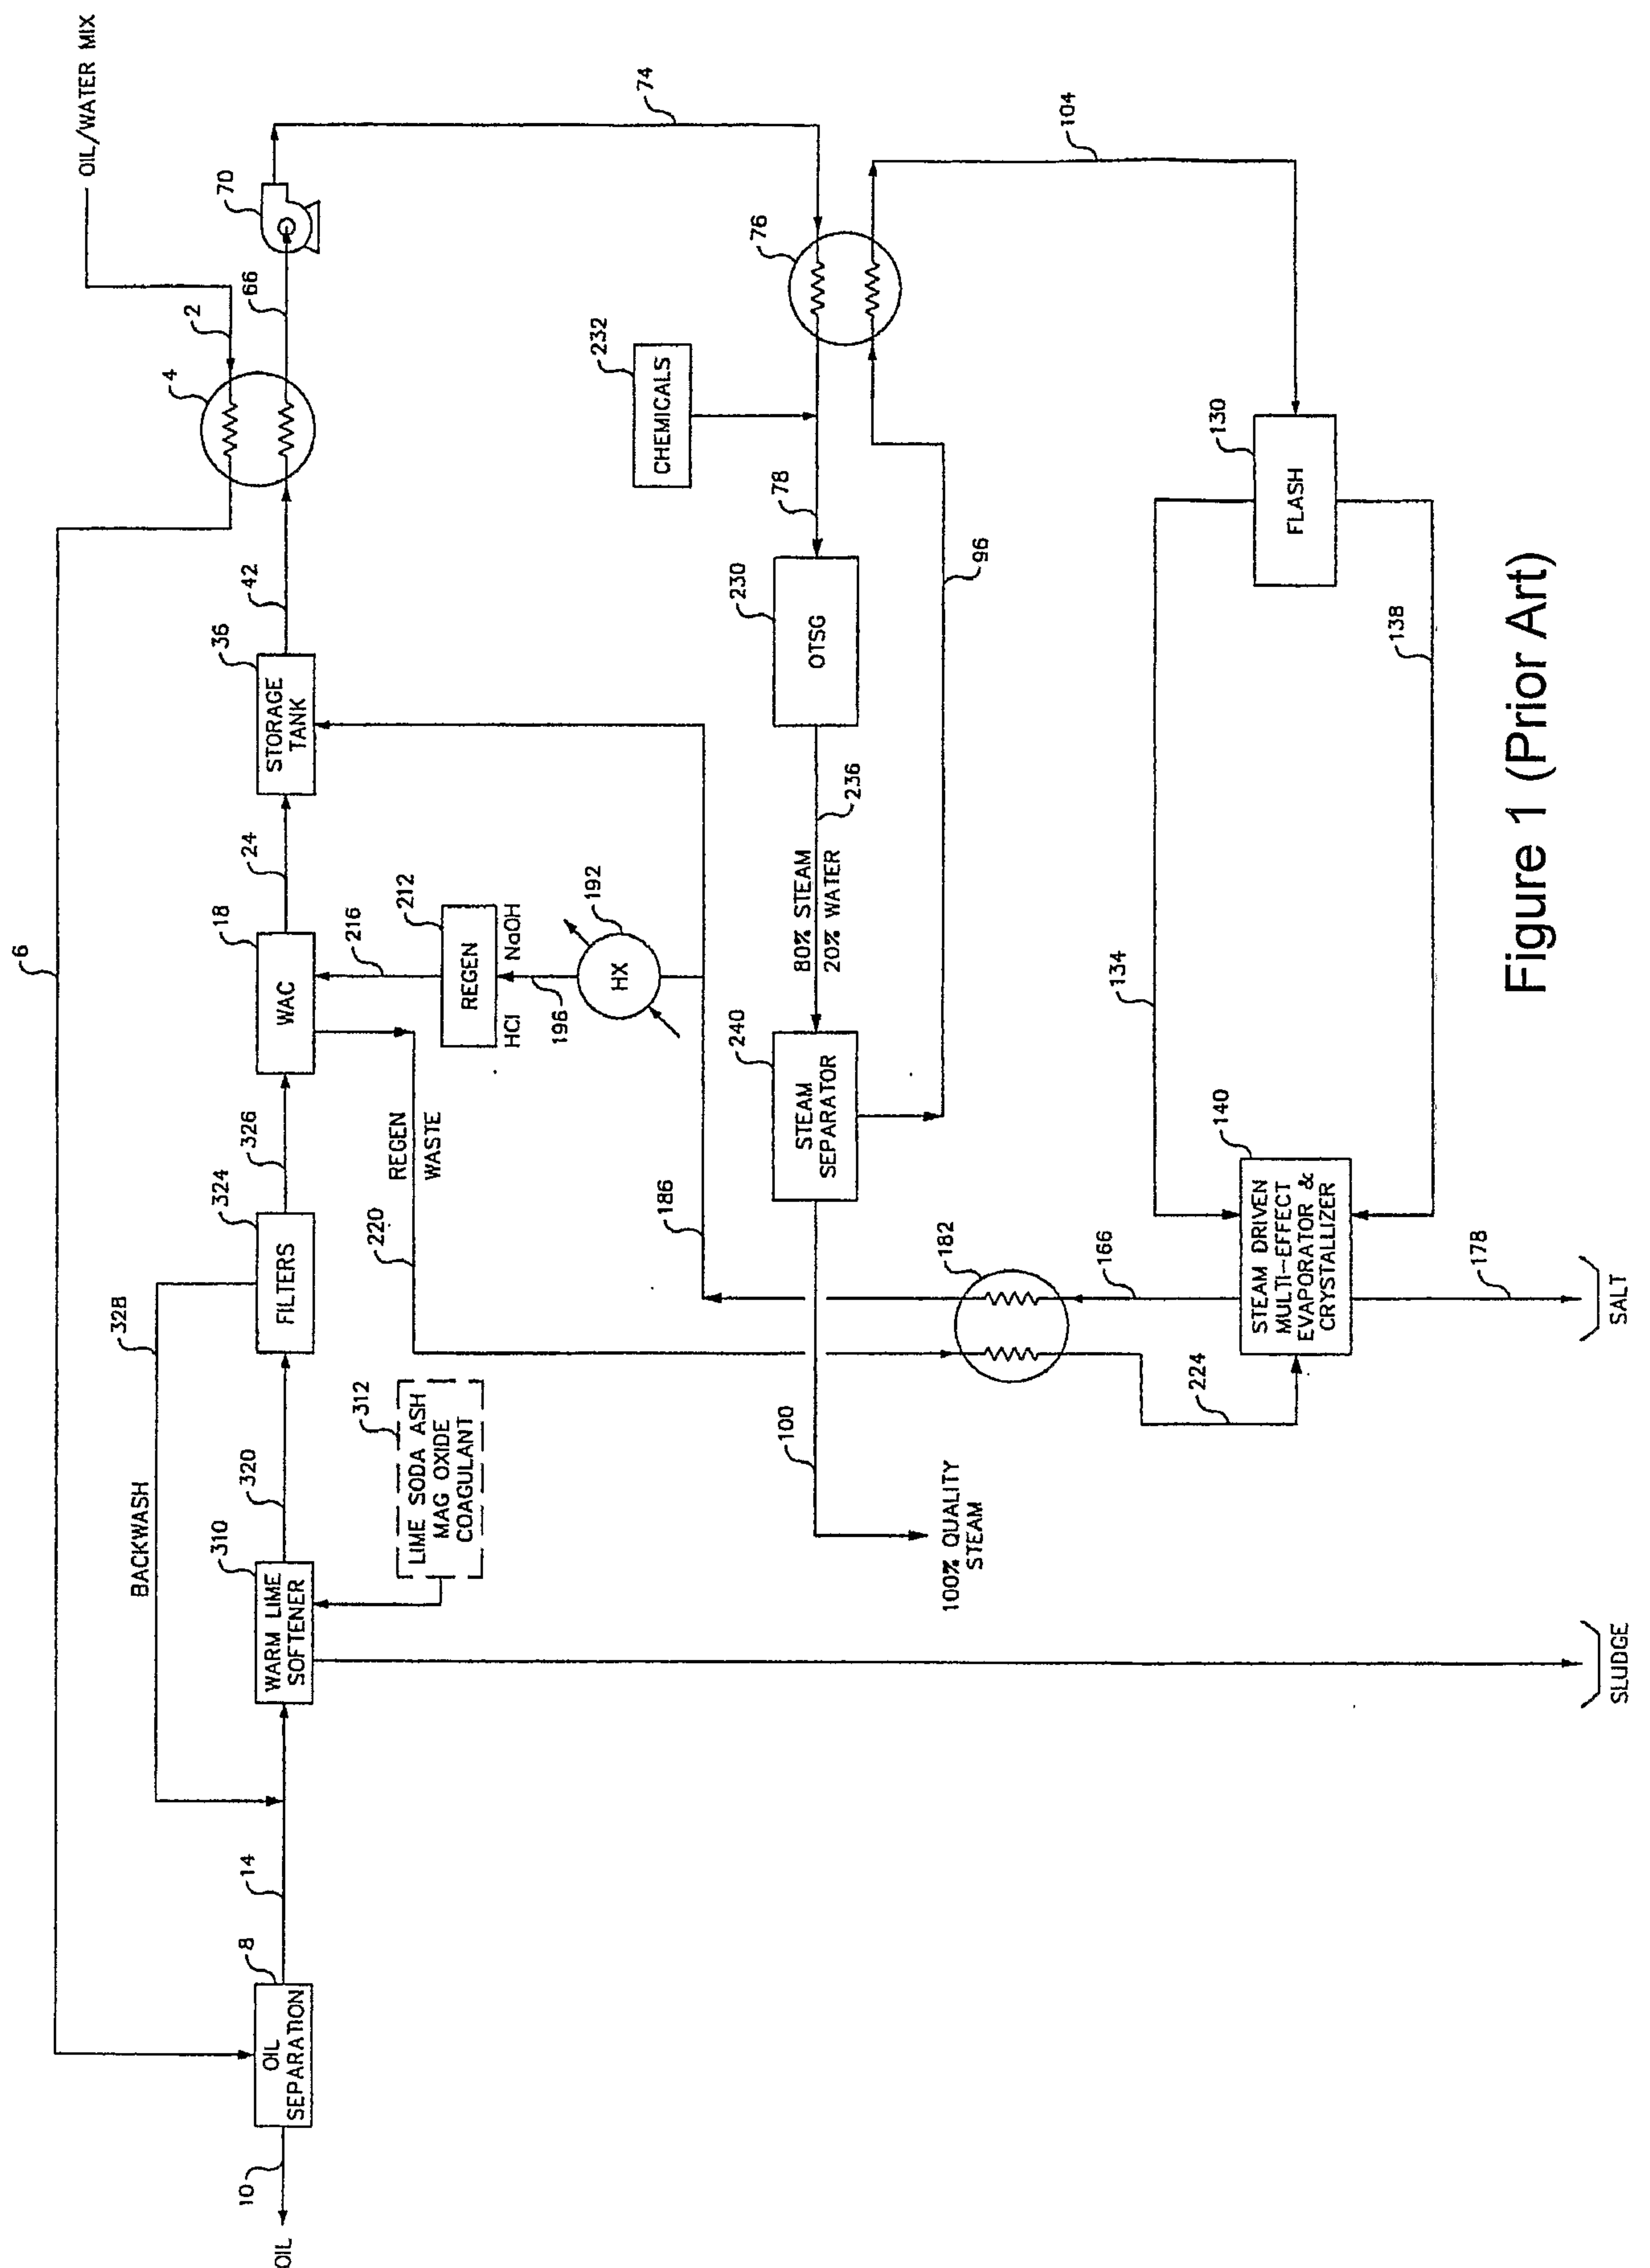 OIL/WATER MIX
6
2
4
66
70
74
BACKWASH
328
OIL
10
OIL
SEPARATION
8
14
WARM LIME
SOFTENER
310
320
FILTERS
324
326
WAC
18
24
STORAGE
TANK
36
42
LIME SODA ASH
MAG OXIDE
COAGULANT
312
REGEN
WASTE
220
216
REGEN
212
HCl
NaOH
196
HX
192
186
CHEMICALS
232
76
78
OTSG
230
80% STEAM
20% WATER
236
STEAM
SEPARATOR
240
96
100
100% QUALITY
STEAM
104
182
166
224
STEAM DRIVEN
MULTI-EFFECT
EVAPORATOR &
CRYSTALLIZER
140
134
138
FLASH
130
178
SALT
SLUDGE
Figure 1 (Prior Art)